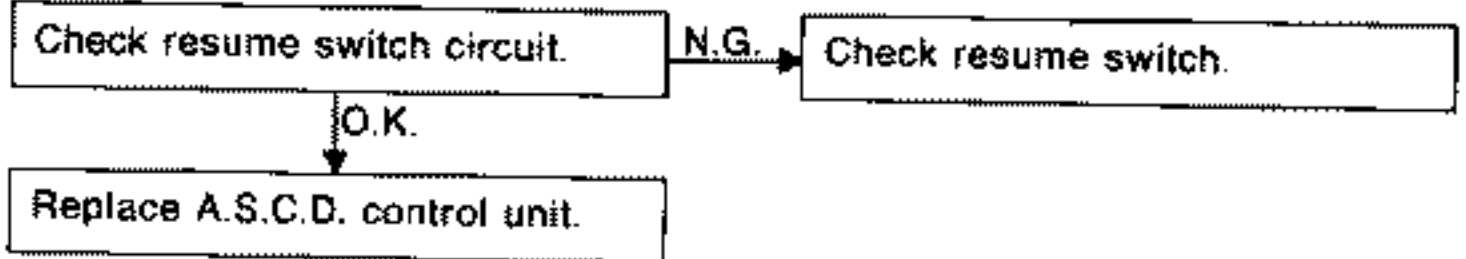 Check resume switch circuit.
N.G.
Check resume switch.
O.K.
Replace A.S.C.D. control unit.